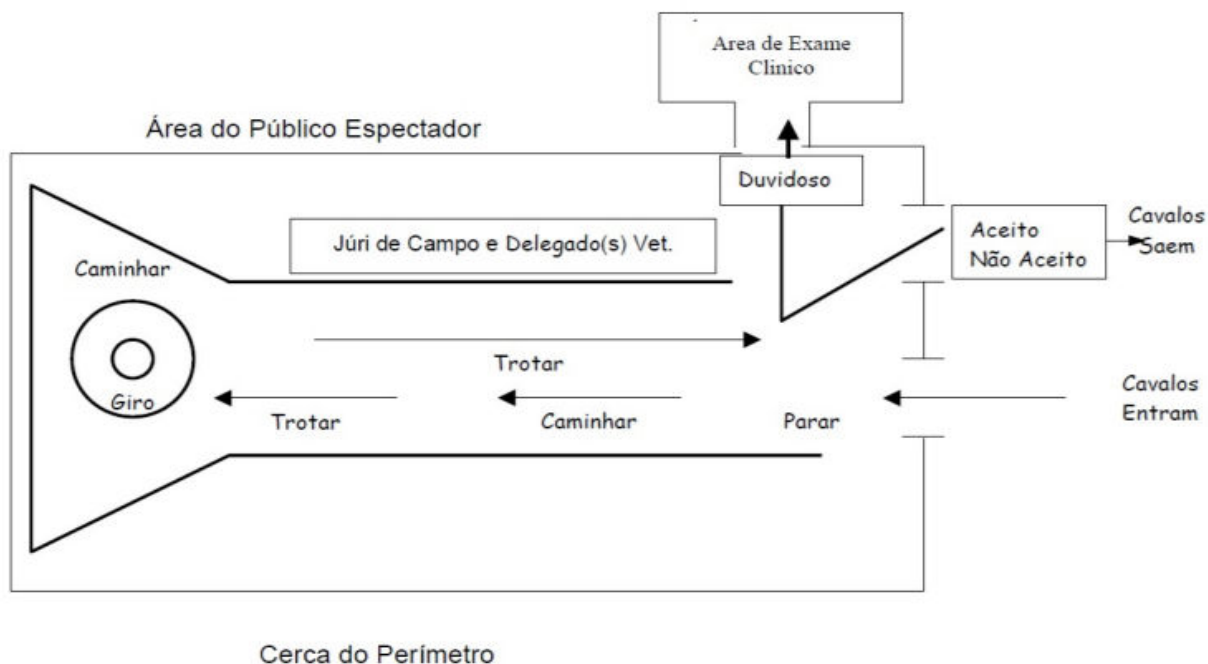 Area de Exame
Clinico
Área do Público Espectador
Duvidoso
Júri de Campo e Delegado(s) Vet.
Aceito
Não Aceito
Cavalos
Saem
Caminhar
Trotar
Giro
Trotar
Caminhar
Parar
Cavalos
Entram
Cerca do Perímetro